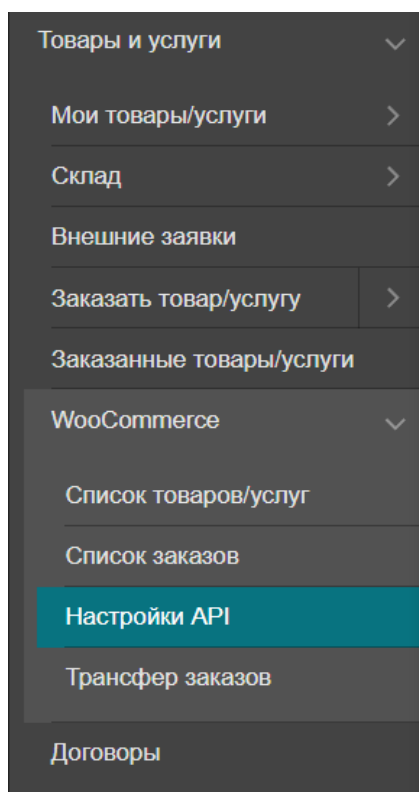 Товары и услуги
Мои товары/услуги
Склад
Внешние заявки
Заказать товар/услугу
Заказанные товары/услуги
WooCommerce
Список товаров/услуг
Список заказов
Настройки API
Трансфер заказов
Договоры